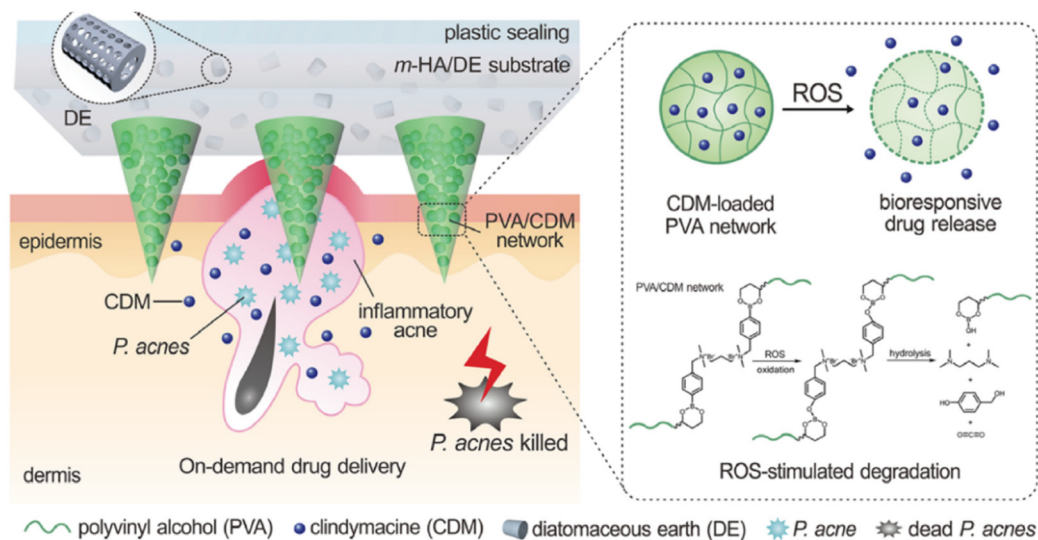 plastic sealing
m-HA/DE substrate
DE
epidermis
PVA/CDM
network
CDM
P. acnes
inflammatory
acne
P. acnes killed
On-demand drug delivery
dermis
ROS
CDM-loaded
PVA network
bioresponsive
drug release
PVA/CDM network
ROS
oxidation
hydrolysis
ROS-stimulated degradation
polyvinyl alcohol (PVA)
clindymacine (CDM)
diatomaceous earth (DE)
P. acne
dead P. acnes